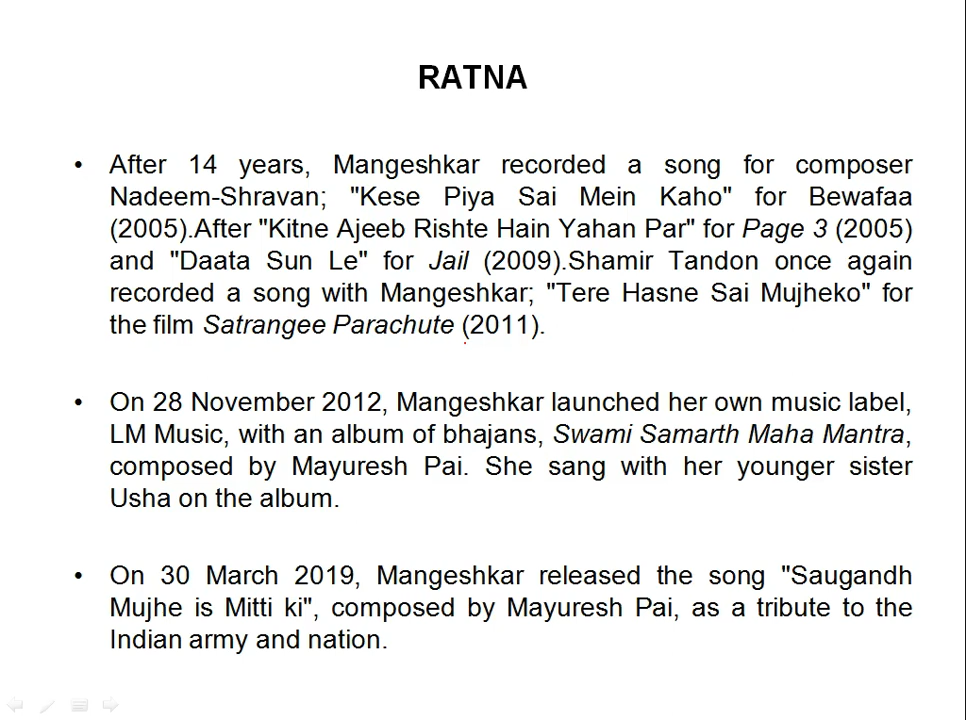 RATNA
• After 14 years, Mangeshkar recorded a song for composer
Nadeem-Shravan; "Kese Piya Sai Mein Kaho" for Bewafaa
(2005).After "Kitne Ajeeb Rishte Hain Yahan Par" for Page 3 (2005)
and "Daata Sun Le" for Jail (2009).Shamir Tandon once again
recorded a song with Mangeshkar; "Tere Hasne Sai Mujheko" for
the film Satrangee Parachute (2011).
• On 28 November 2012, Mangeshkar launched her own music label,
LM Music, with an album of bhajans, Swami Samarth Maha Mantra,
composed by Mayuresh Pai. She sang with her younger sister
Usha on the album.
• On 30 March 2019, Mangeshkar released the song "Saugandh
Mujhe is Mitti ki", composed by Mayuresh Pai, as a tribute to the
Indian army and nation.